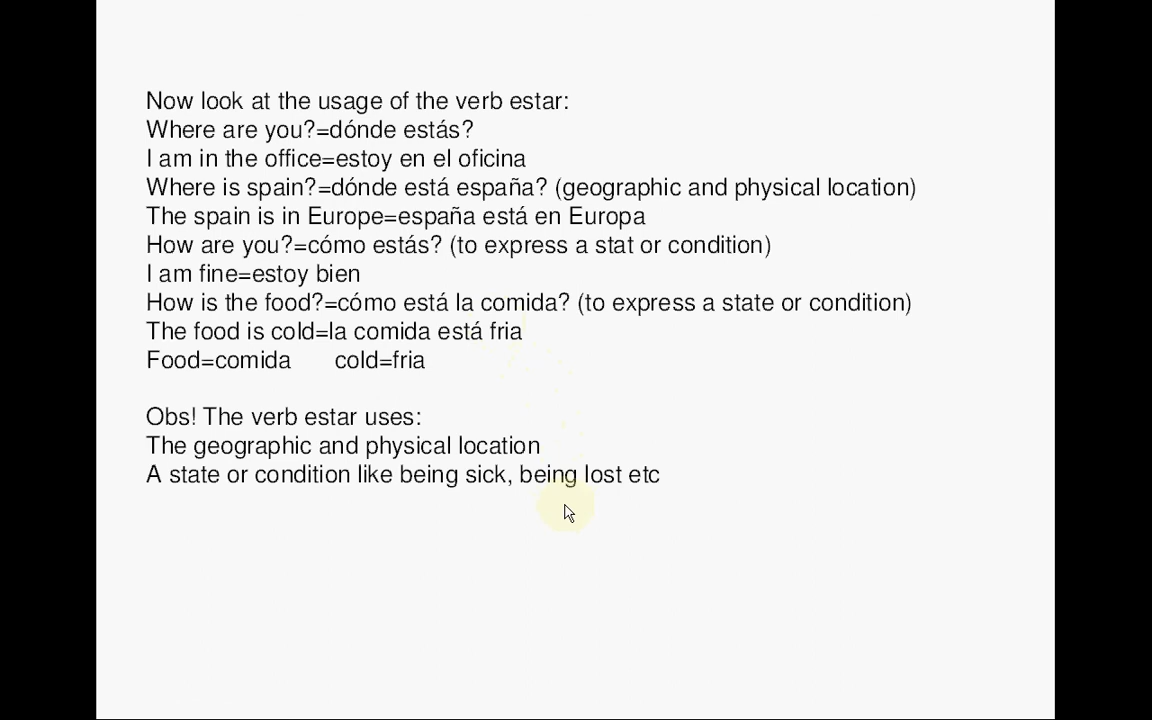 Now look at the usage of the verb estar:
Where are you?=dónde estás?
I am in the office=estoy en el oficina
Where is spain?=dónde está españa? (geographic and physical location)
The spain is in Europe=españa está en Europa
How are you?=cómo estás? (to express a stat or condition)
I am fine=estoy bien
How is the food?=cómo está la comida? (to express a state or condition)
The food is cold=la comida está fria
Food=comida cold=fria
Obs! The verb estar uses:
The geographic and physical location
A state or condition like being sick, being lost etc